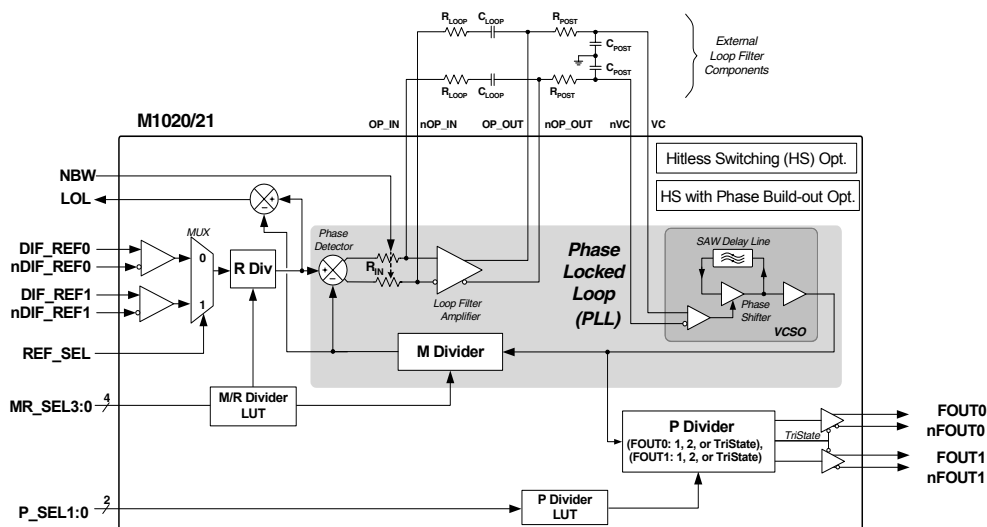 R_LOOP C_LOOP R_POST
C_POST
C_POST
R_LOOP C_LOOP R_POST
External
Loop Filter
Components
M1020/21
OP_IN nOP_IN OP_OUT nOP_OUT nVC VC
Hitless Switching (HS) Opt.
HS with Phase Build-out Opt.
NBW
LOL
+
–
MUX
DIF_REF0
nDIF_REF0
0
DIF_REF1
nDIF_REF1
1
R Div
REF_SEL
Phase
Detector
+
–
R_IN
Loop Filter
Amplifier
Phase
Locked
Loop
(PLL)
SAW Delay Line
Phase
Shifter
VCSO
M Divider
MR_SEL3:0
4
M/R Divider
LUT
P Divider
(FOUT0: 1, 2, or TriState),
(FOUT1: 1, 2, or TriState)
TriState
FOUT0
nFOUT0
FOUT1
nFOUT1
P_SEL1:0
2
P Divider
LUT